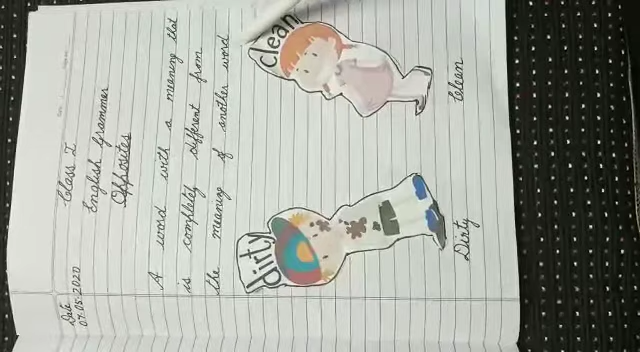 Date
07.05.2020
Class I
English Grammer
Opposites
A word with a meaning that
is completely different from
the meaning of another word
dirty clean
Dirty Clean